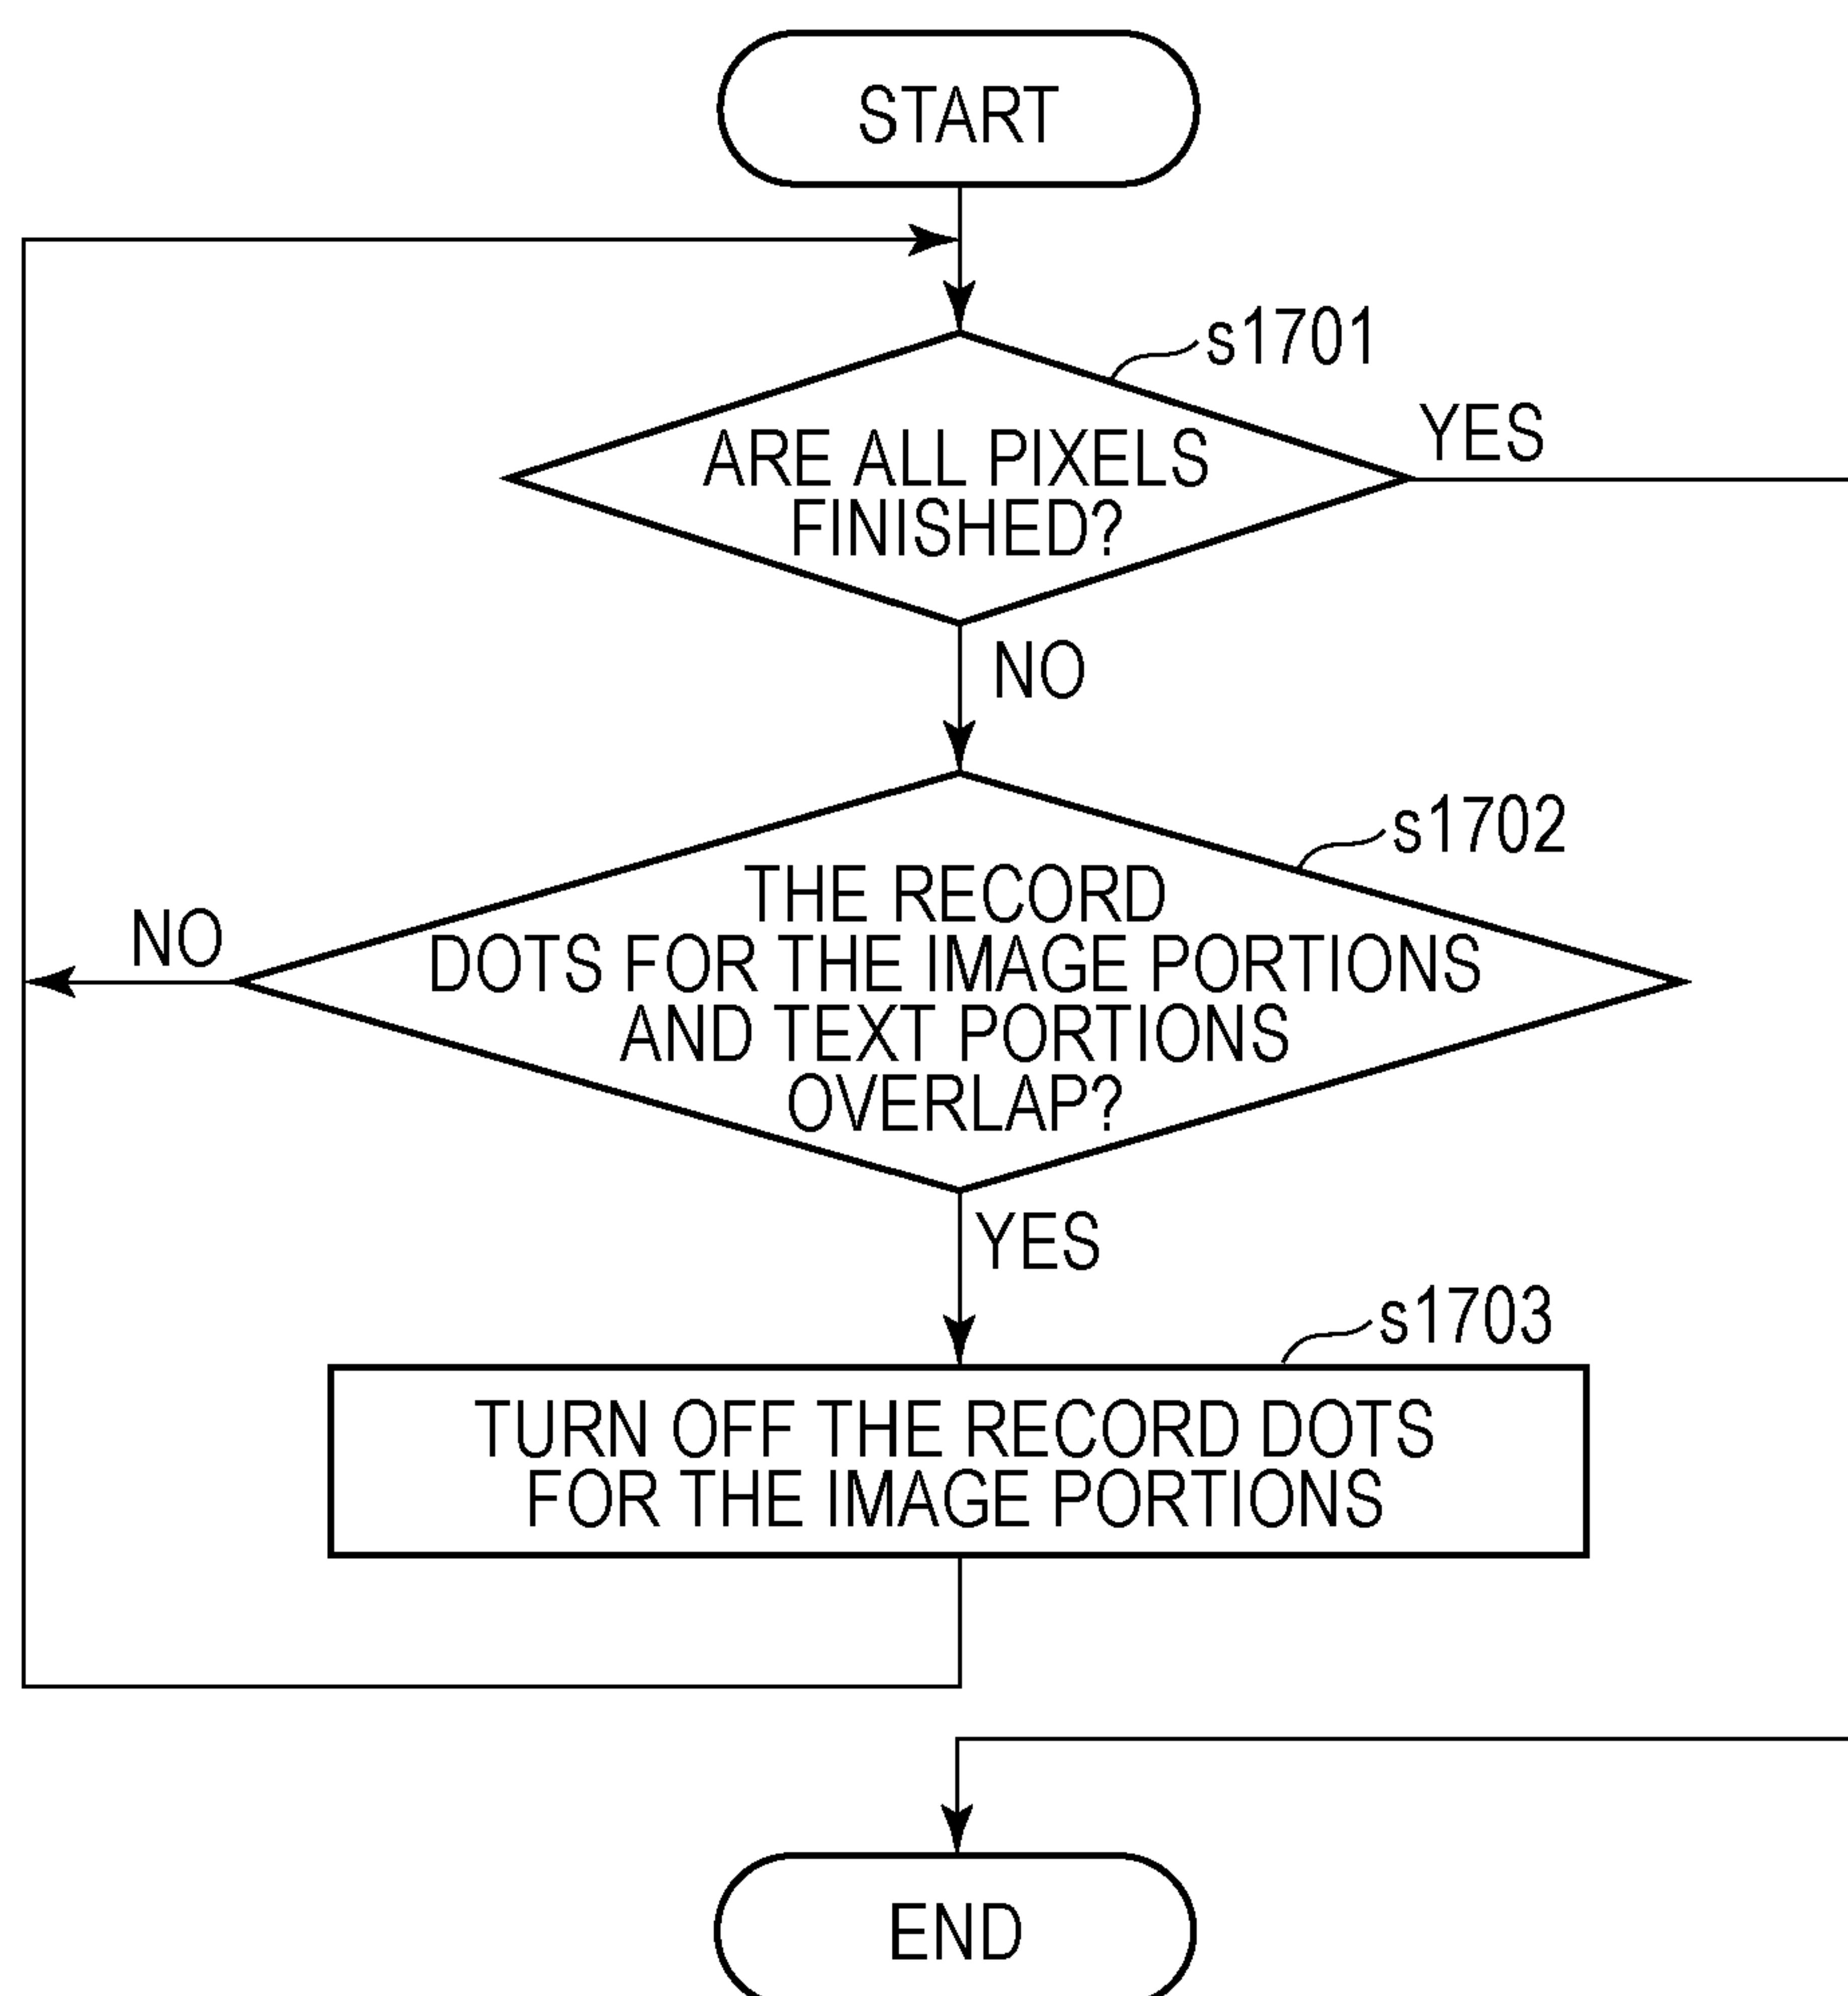 START
s1701
YES
ARE ALL PIXELS
FINISHED?
NO
s1702
THE RECORD
NO
DOTS FOR THE IMAGE PORTIONS
AND TEXT PORTIONS
OVERLAP?
YES
s1703
TURN OFF THE RECORD DOTS
FOR THE IMAGE PORTIONS
END